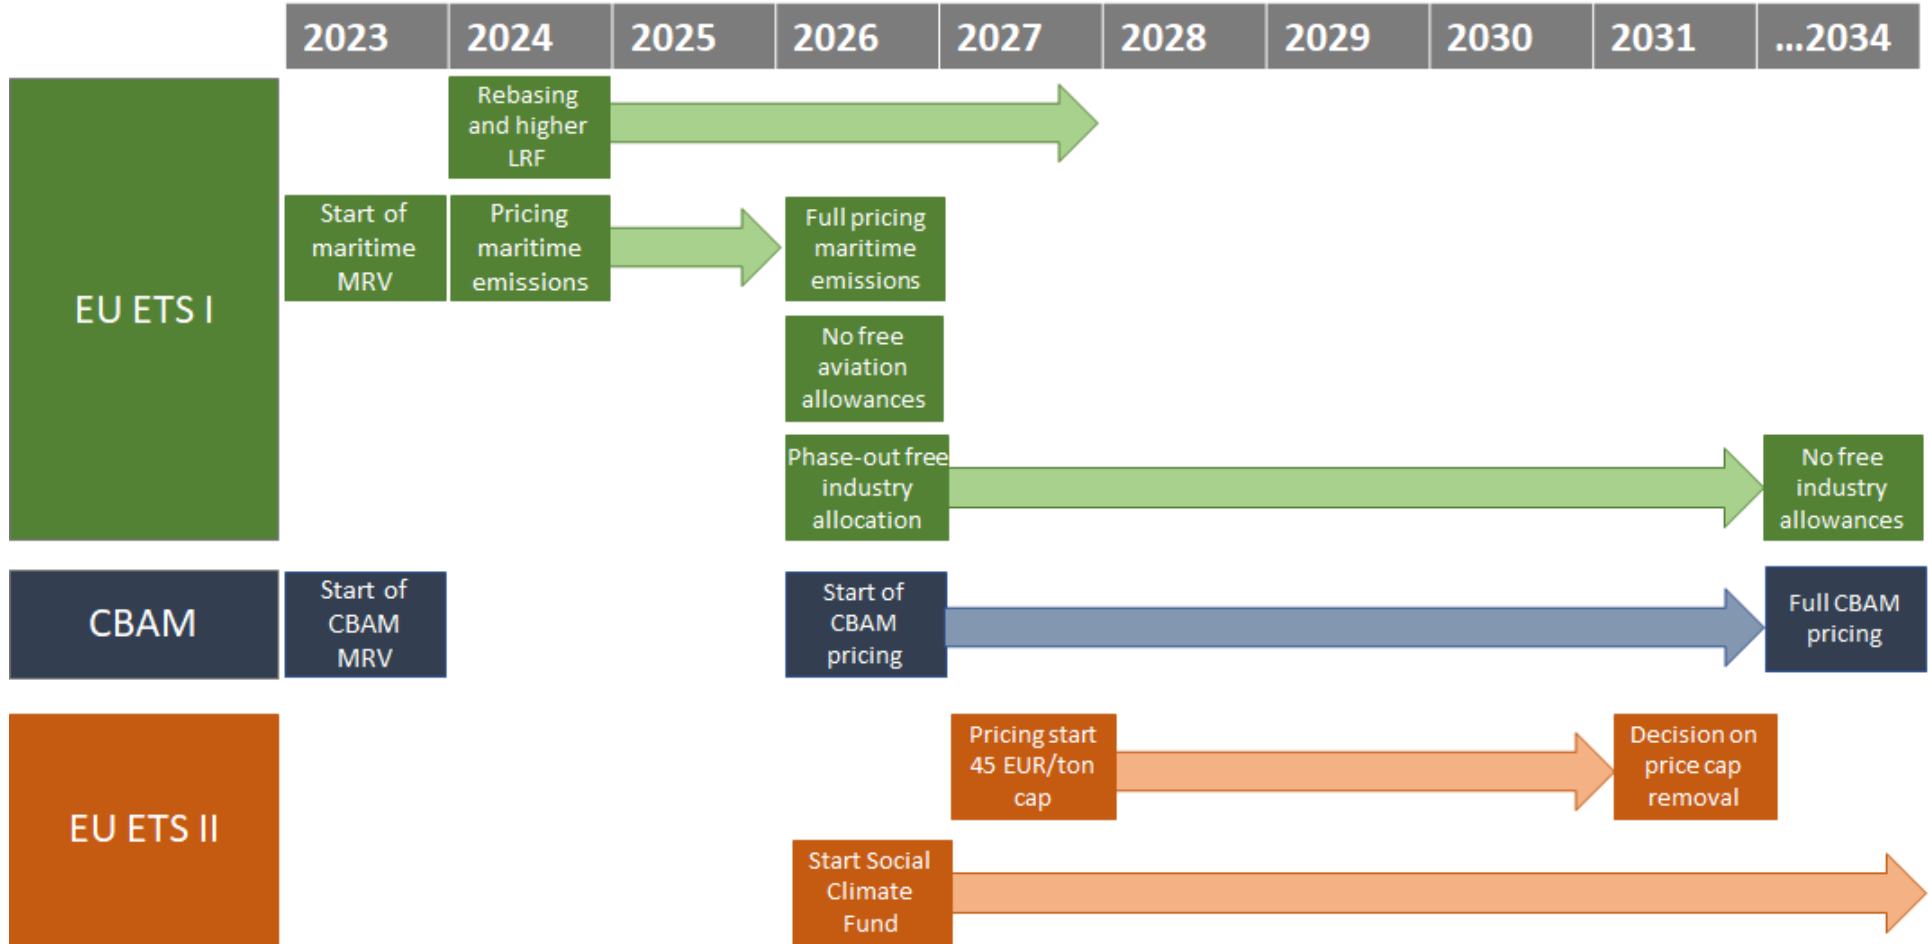 2023 2024 2025 2026 2027 2028 2029 2030 2031 ...2034
EU ETS I
Rebasing
and higher
LRF
Start of
maritime
MRV
Pricing
maritime
emissions
Full pricing
maritime
emissions
No free
aviation
allowances
Phase-out free
industry
allocation
No free
industry
allowances
CBAM
Start of
CBAM
MRV
Start of
CBAM
pricing
Full CBAM
pricing
EU ETS II
Pricing start
45 EUR/ton
cap
Decision on
price cap
removal
Start Social
Climate
Fund